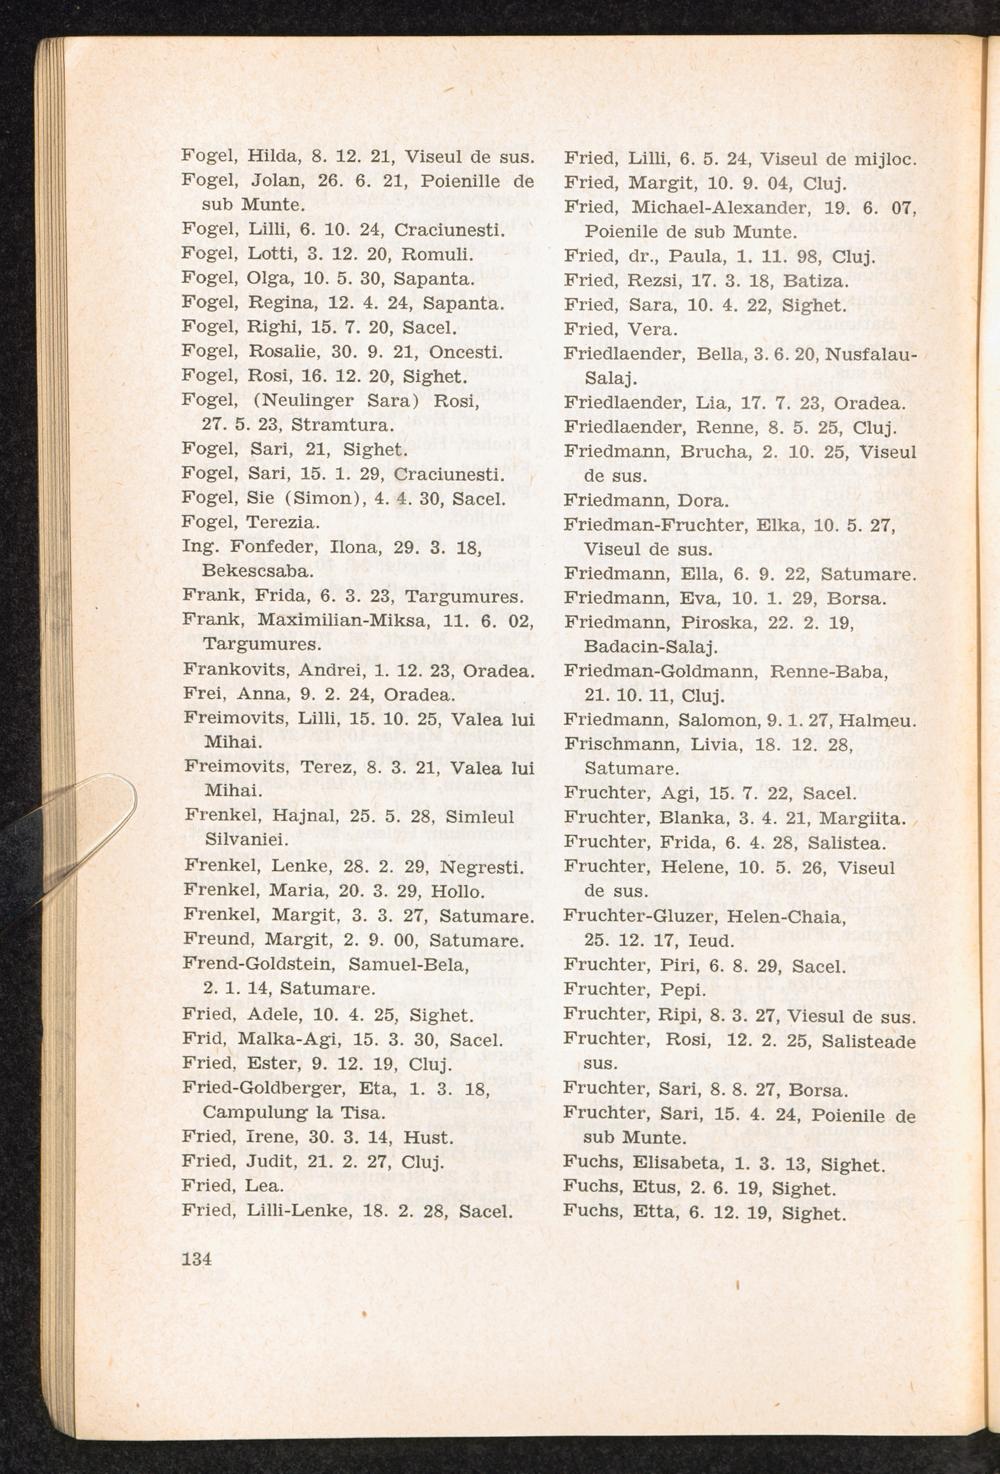 Fogel, Hilda, 8. 12. 21, Viseul de sus.
Fogel, Jolan, 26. 6. 21, Poienille de
sub Munte.
Fogel, Lilli, 6. 10. 24, Craciunesti.
Fogel, Lotti, 3. 12. 20, Romuli.
Fogel, Olga, 10. 5. 30, Sapanta.
Fogel, Regina, 12. 4. 24, Sapanta.
Fogel, Righi, 15. 7. 20, Sacel.
Fogel, Rosalie, 30. 9. 21, Oncesti.
Fogel, Rosi, 16. 12. 20, Sighet.
Fogel, (Neulinger Sara) Rosi,
27. 5. 23, Stramtura.
Fogel, Sari, 21, Sighet.
Fogel, Sari, 15. 1. 29, Craciunesti.
Fogel, Sie (Simon), 4. 4. 30, Sacel.
Fogel, Terezia.
Ing. Fonfeder, Ilona, 29. 3. 18,
Bekescsaba.
Frank, Frida, 6. 3. 23, Targumures.
Frank, Maximilian-Miksa, 11. 6. 02,
Targumures.
Frankovits, Andrei, 1. 12. 23, Oradea.
Frei, Anna, 9. 2. 24, Oradea.
Freimovits, Lilli, 15. 10. 25, Valea lui
Mihai.
Freimovits, Terez, 8. 3. 21, Valea lui
Mihai.
Frenkel, Hajnal, 25. 5. 28, Simleul
Silvaniei.
Frenkel, Lenke, 28. 2. 29, Negresti.
Frenkel, Maria, 20. 3. 29, Hollo.
Frenkel, Margit, 3. 3. 27, Satumare.
Freund, Margit, 2. 9. 00, Satumare.
Frend-Goldstein, Samuel-Bela,
2. 1. 14, Satumare.
Fried, Adele, 10. 4. 25, Sighet.
Frid, Malka-Agi, 15. 3. 30, Sacel.
Fried, Ester, 9. 12. 19, Cluj.
Fried-Goldberger, Eta, 1. 3. 18,
Campulung la Tisa.
Fried, Irene, 30. 3. 14, Hust.
Fried, Judit, 21. 2. 27, Cluj.
Fried, Lea.
Fried, Lilli-Lenke, 18. 2. 28, Sacel.
Fried, Lilli, 6. 5. 24, Viseul de mijloc.
Fried, Margit, 10. 9. 04, Cluj.
Fried, Michael-Alexander, 19. 6. 07,
Poienile de sub Munte.
Fried, dr., Paula, 1. 11. 98, Cluj.
Fried, Rezsi, 17. 3. 18, Batiza.
Fried, Sara, 10. 4. 22, Sighet.
Fried, Vera.
Friedlaender, Bella, 3. 6. 20, Nusfalau-
Salaj.
Friedlaender, Lia, 17. 7. 23, Oradea.
Friedlaender, Renne, 8. 5. 25, Cluj.
Friedmann, Brucha, 2. 10. 25, Viseul
de sus.
Friedmann, Dora.
Friedman-Fruchter, Elka, 10. 5. 27,
Viseul de sus.
Friedmann, Ella, 6. 9. 22, Satumare.
Friedmann, Eva, 10. 1. 29, Borsa.
Friedmann, Piroska, 22. 2. 19,
Badacin-Salaj.
Friedman-Goldmann, Renne-Baba,
21. 10. 11, Cluj.
Friedmann, Salomon, 9. 1. 27, Halmeu.
Frischmann, Livia, 18. 12. 28,
Satumare.
Fruchter, Agi, 15. 7. 22, Sacel.
Fruchter, Blanka, 3. 4. 21, Margiita.
Fruchter, Frida, 6. 4. 28, Salistea.
Fruchter, Helene, 10. 5. 26, Viseul
de sus.
Fruchter-Gluzer, Helen-Chaia,
25. 12. 17, Ieud.
Fruchter, Piri, 6. 8. 29, Sacel.
Fruchter, Pepi.
Fruchter, Ripi, 8. 3. 27, Viesul de sus.
Fruchter, Rosi, 12. 2. 25, Salisteade
sus.
Fruchter, Sari, 8. 8. 27, Borsa.
Fruchter, Sari, 15. 4. 24, Poienile de
sub Munte.
Fuchs, Elisabeta, 1. 3. 13, Sighet.
Fuchs, Etus, 2. 6. 19, Sighet.
Fuchs, Etta, 6. 12. 19, Sighet.
134